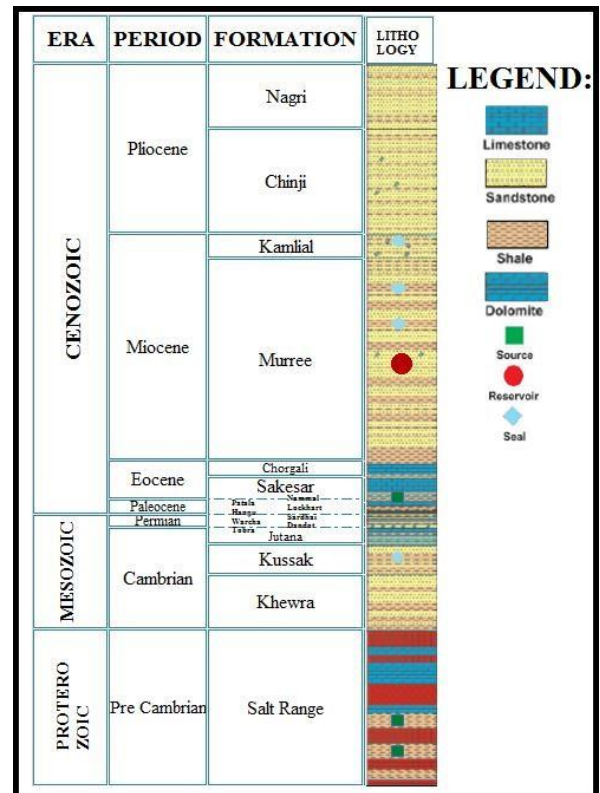 ERA PERIOD FORMATION LITHO
LOGY
LEGEND:
CENOZOIC
Pliocene
Nagri
Chinji
Miocene
Kamlial
Murree
Eocene
Chorgali
Sakesar
Paleocene
Patala Nammal
Hangu Lockhart
MESOZOIC
Permian
Warcha Sardhai
Tobra Dandot
Jutana
Cambrian
Kussak
Khewra
PROTERO
ZOIC
Pre Cambrian
Salt Range
Limestone
Sandstone
Shale
Dolomite
Source
Reservoir
Seal